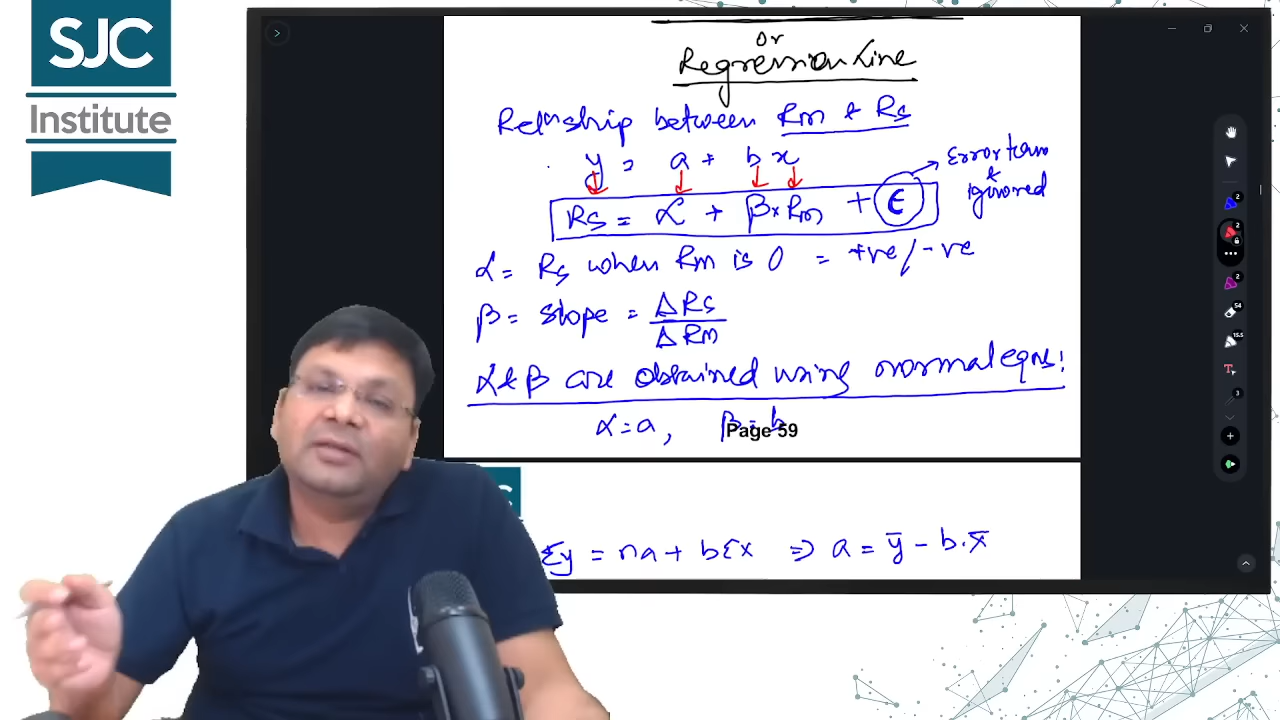 SJC
Institute
or
Regression Line
Relnship between Rm & Rs
y = a + b x
Error term & ignored
Rs = α + β × Rm + ϵ
α = Rs when Rm is 0 = +ve/-ve
β = slope = ΔRs / ΔRm
α & β are obtained using normal eqns:
α = a, β = b
Page 59
Σy = na + bΣx ⇒ a = ȳ - b.x̄